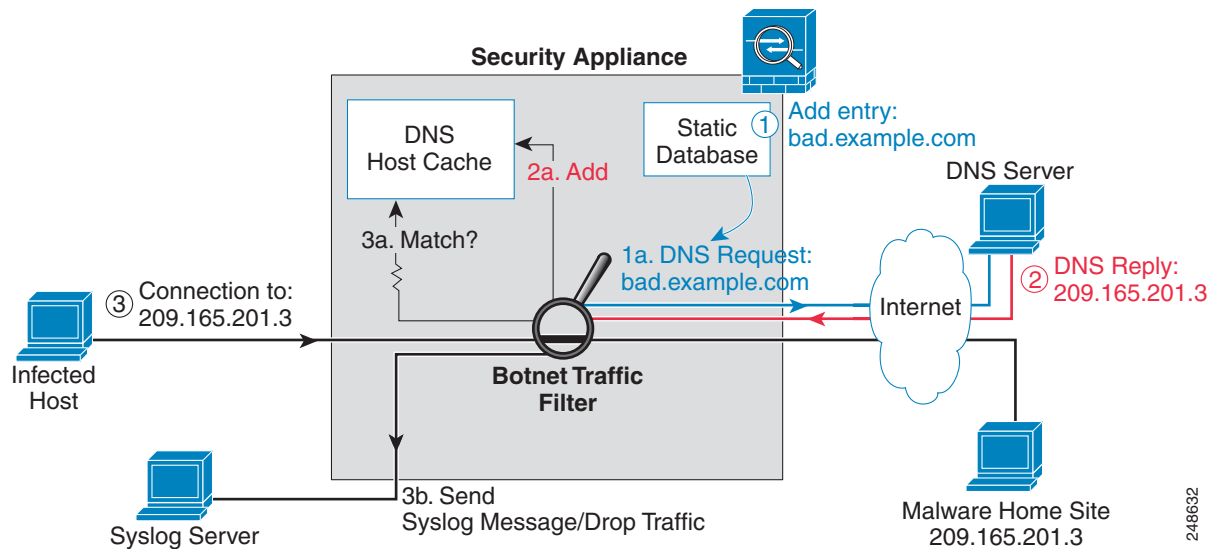 Security Appliance
DNS
Host Cache
Static
Database
1
Add entry:
bad.example.com
2a. Add
DNS Server
3a. Match?
1a. DNS Request:
bad.example.com
2
DNS Reply:
209.165.201.3
3
Connection to:
209.165.201.3
Internet
Infected
Host
Botnet Traffic
Filter
3b. Send
Syslog Message/Drop Traffic
Syslog Server
Malware Home Site
209.165.201.3
248632